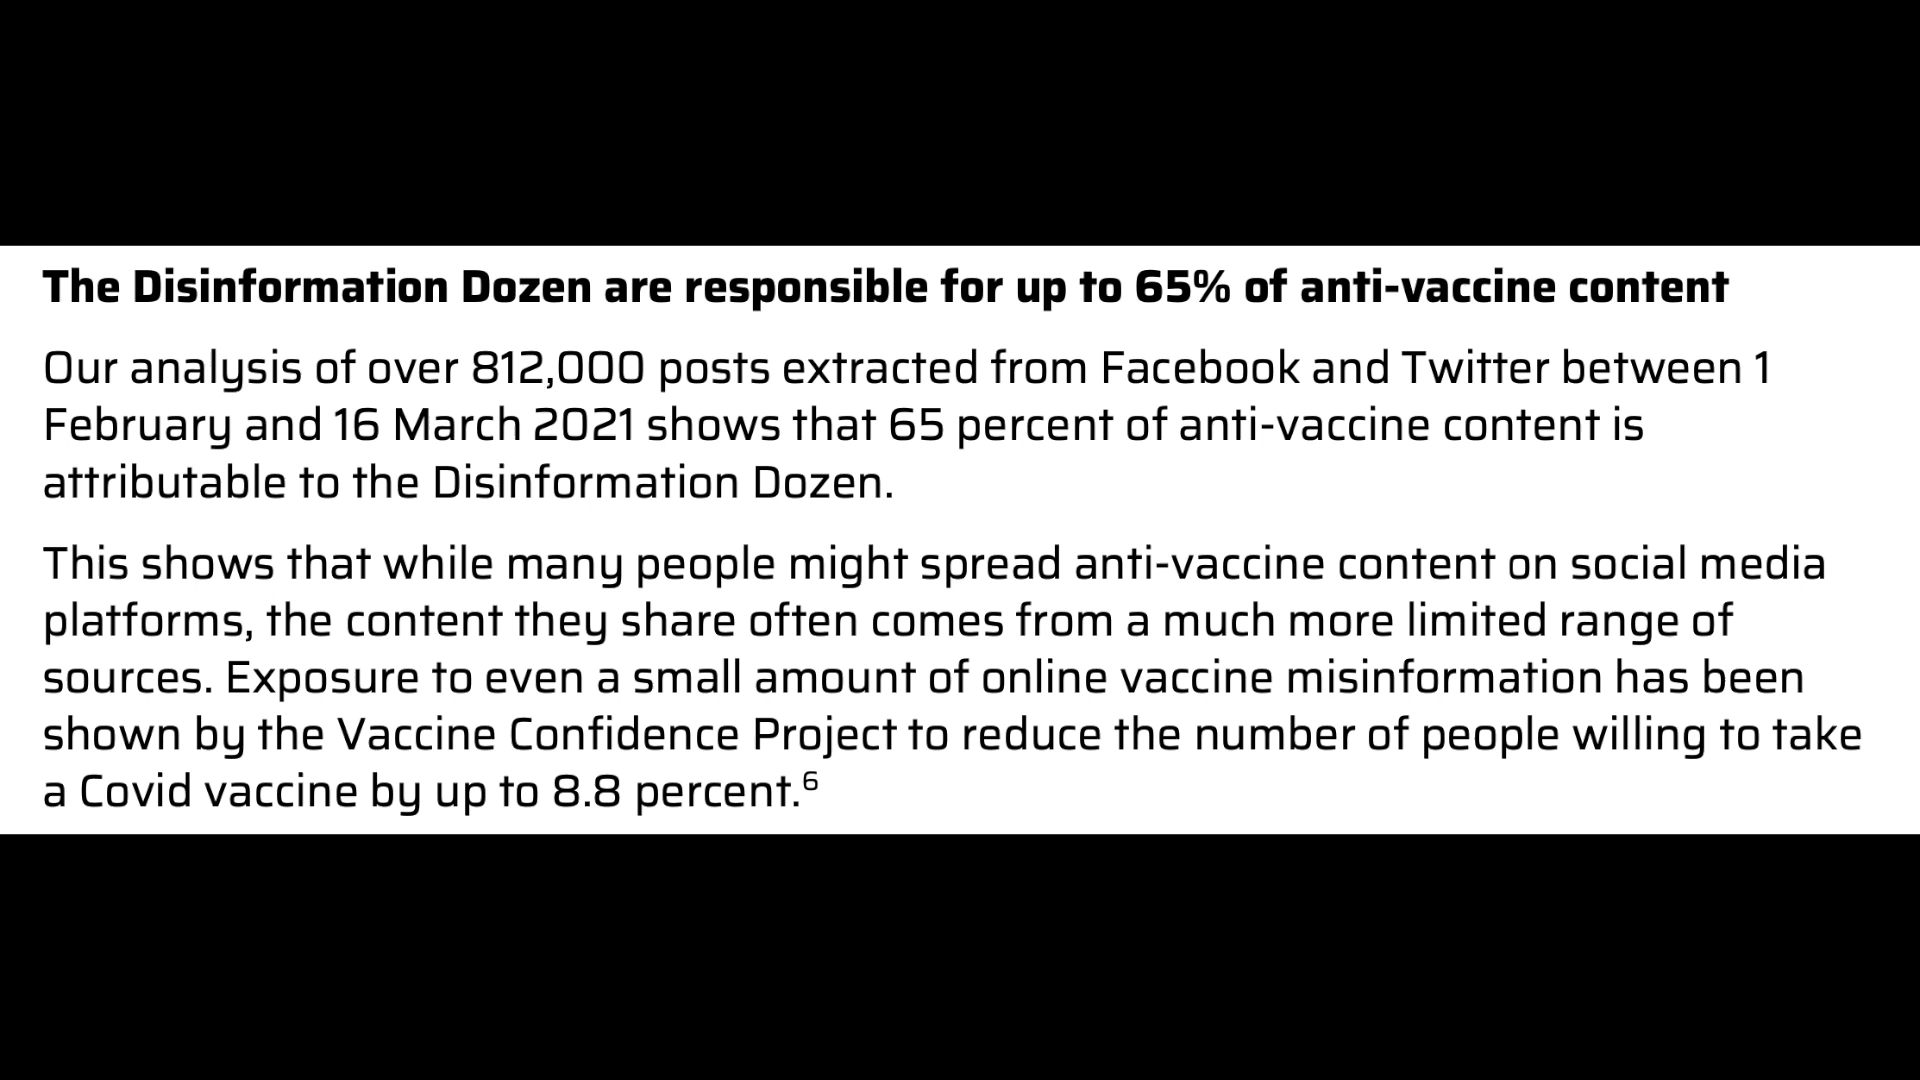 The Disinformation Dozen are responsible for up to 65% of anti-vaccine content
Our analysis of over 812,000 posts extracted from Facebook and Twitter between 1
February and 16 March 2021 shows that 65 percent of anti-vaccine content is
attributable to the Disinformation Dozen.
This shows that while many people might spread anti-vaccine content on social media
platforms, the content they share often comes from a much more limited range of
sources. Exposure to even a small amount of online vaccine misinformation has been
shown by the Vaccine Confidence Project to reduce the number of people willing to take
a Covid vaccine by up to 8.8 percent.⁶